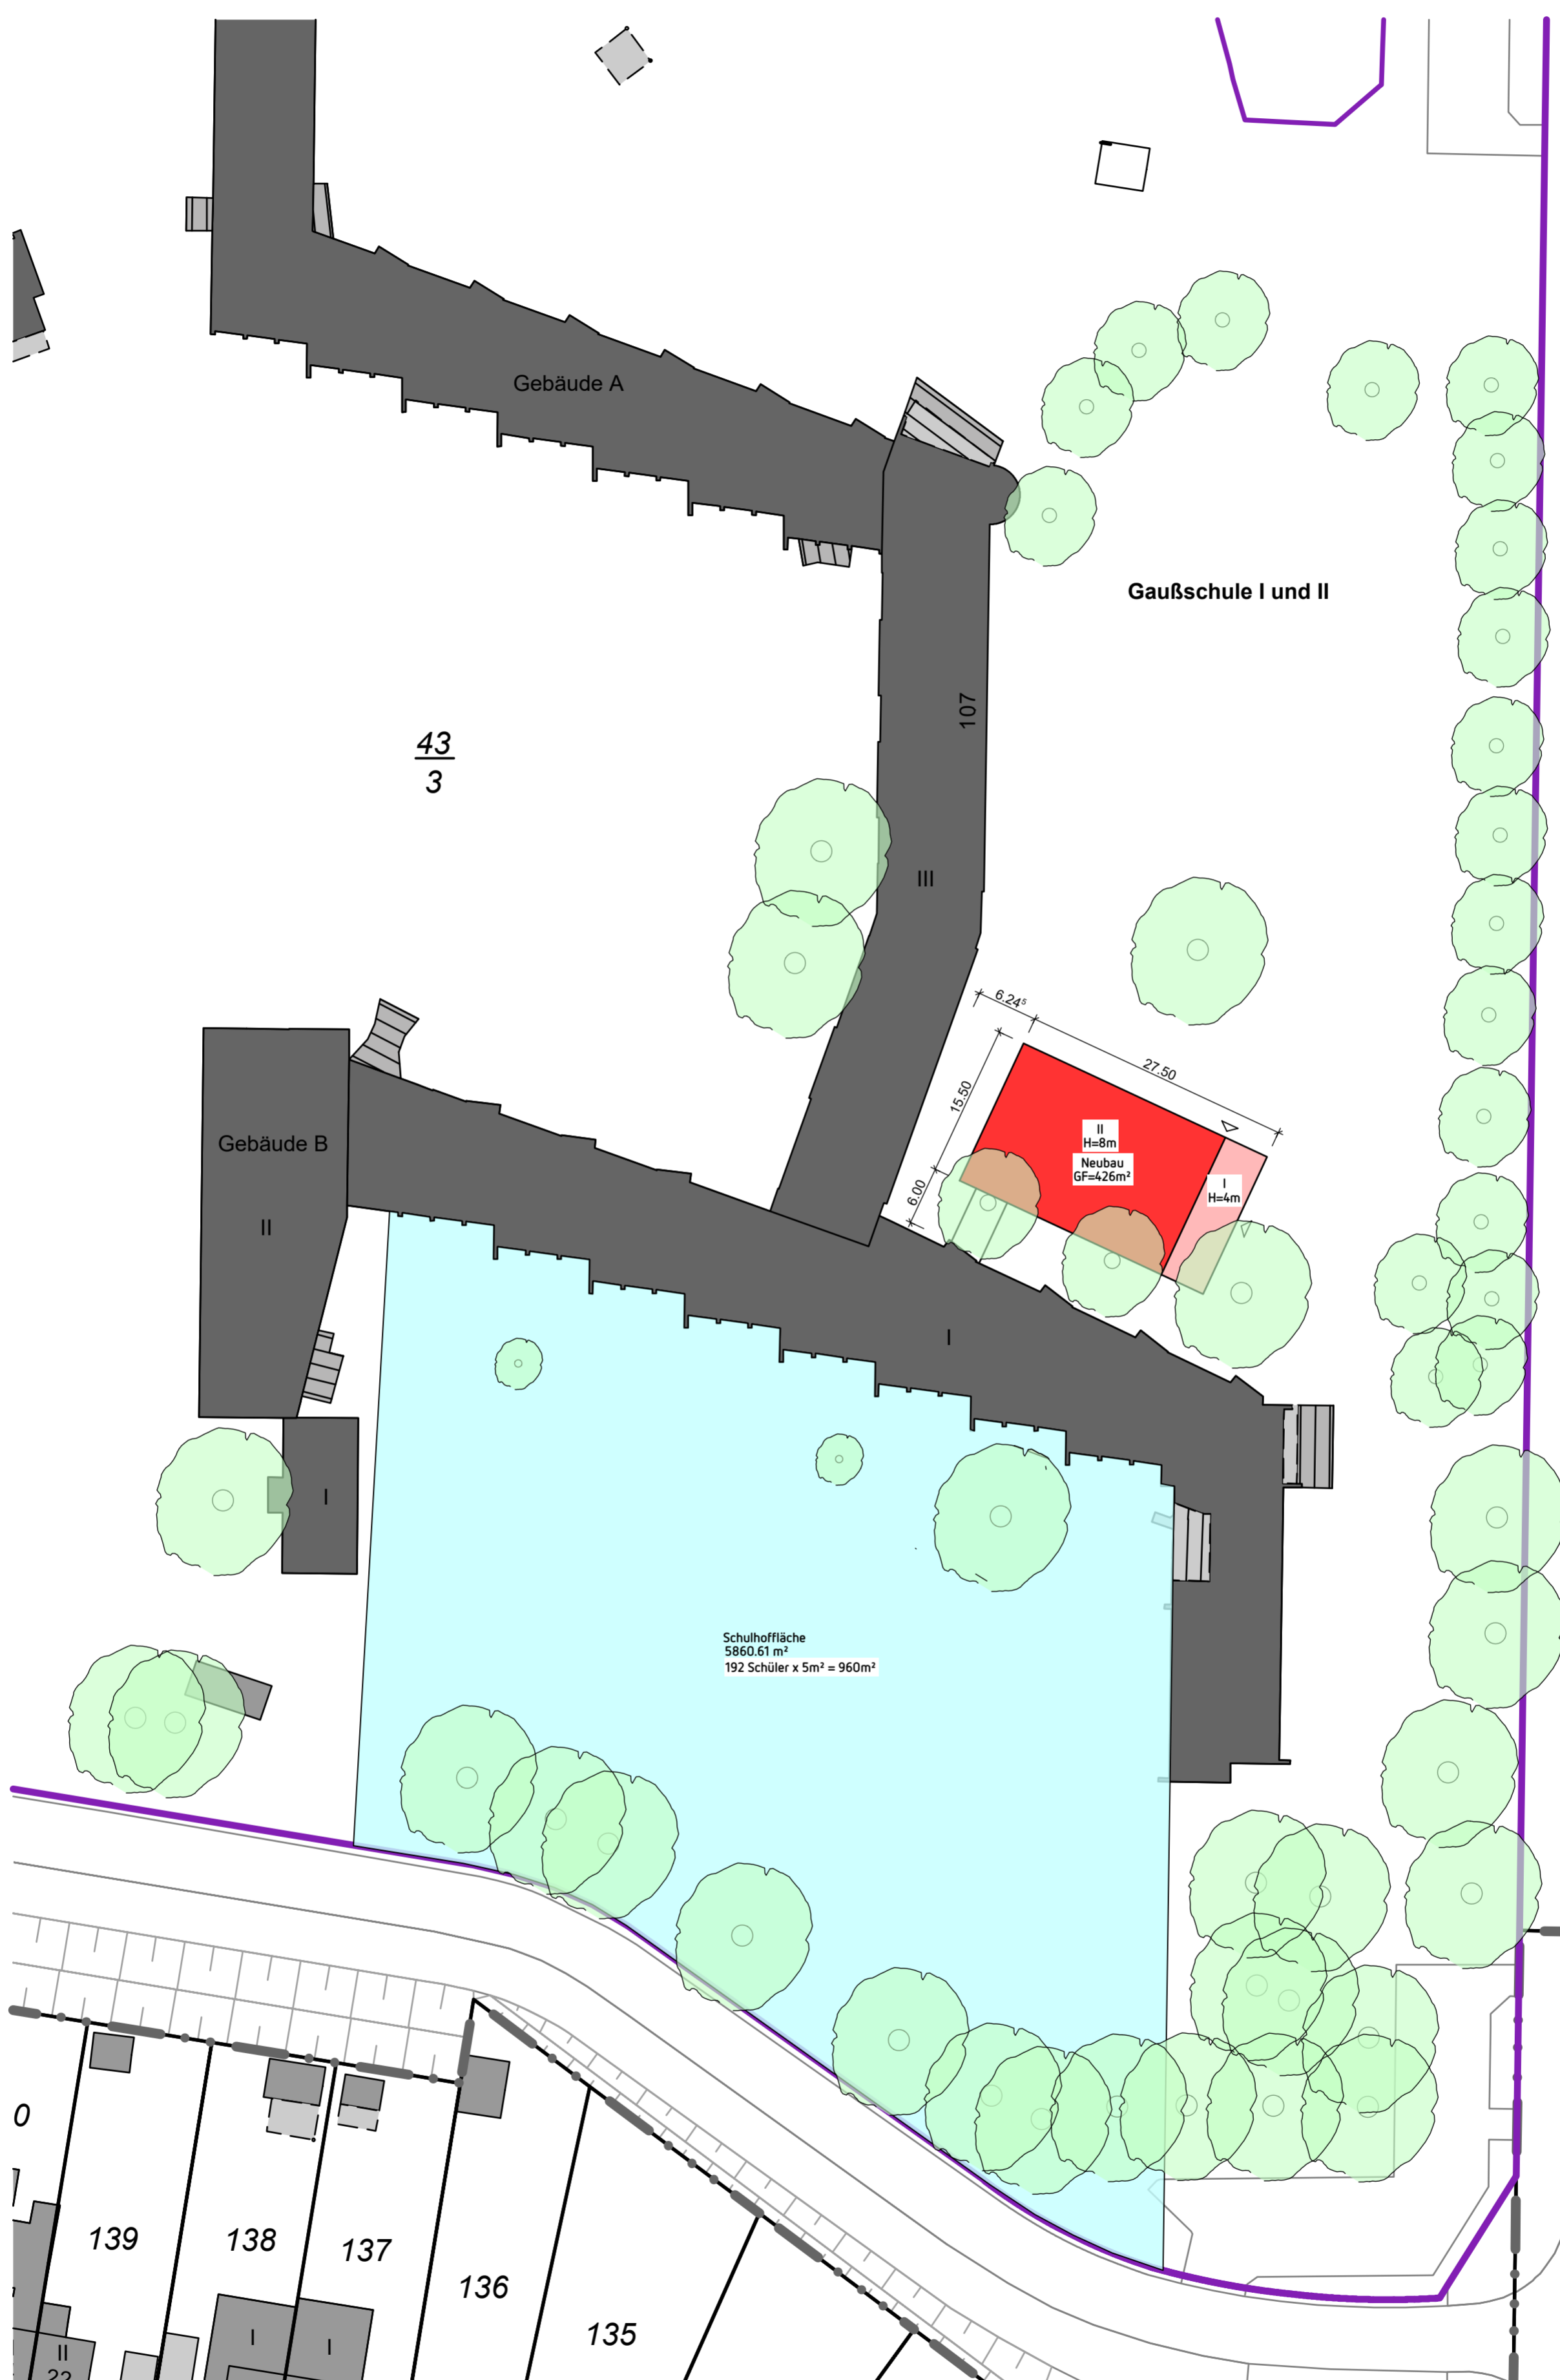 Gebäude A
Gaußschule I und II
107
43
3
III
6.24⁵
27.50
15.50
6.00
II
H=8m
Neubau
GF=426m²
I
H=4m
Gebäude B
II
I
I
Schulhoffläche
5860.61 m²
192 Schüler x 5m² = 960m²
0
139
138
137
136
135
II
22
I
I